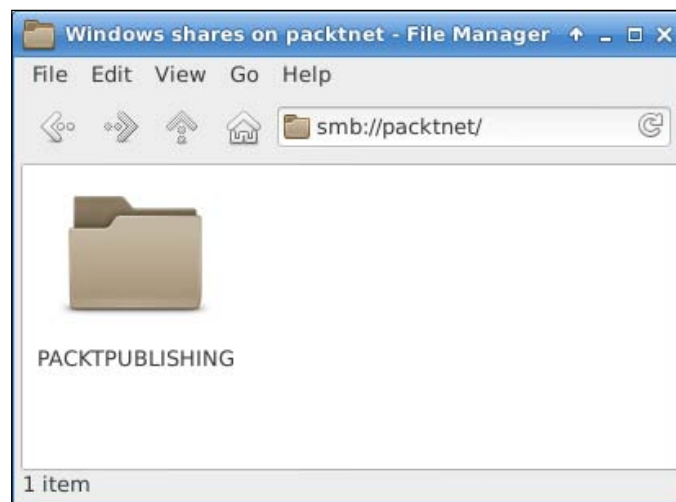 Windows shares on packtnet - File Manager
File Edit View Go Help
smb://packtnet/
PACKTPUBLISHING
1 item